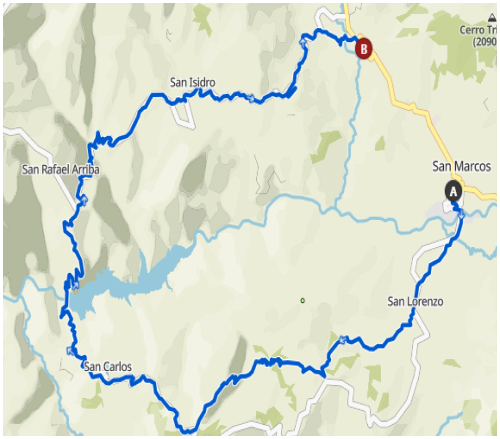 Cerro Tri
(2090
B
San Isidro
San Marcos
San Rafael Arriba
A
San Lorenzo
San Carlos